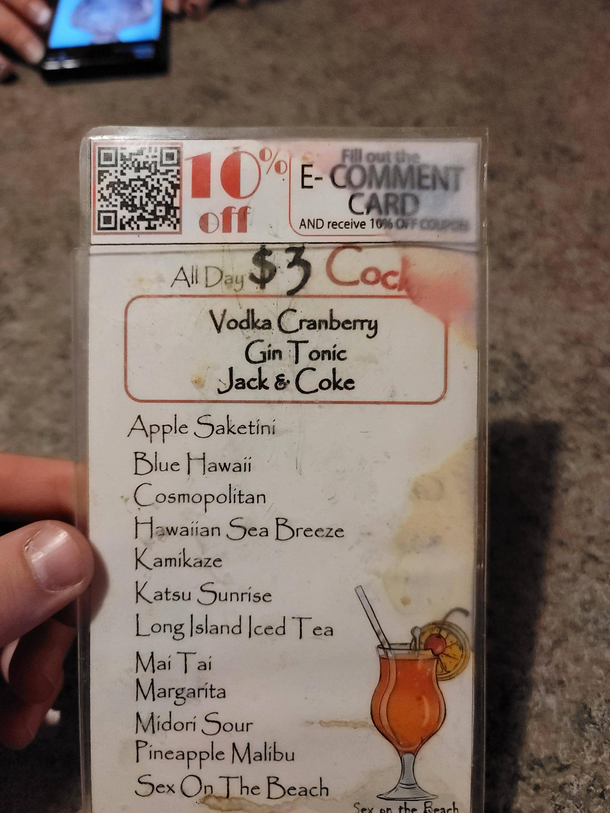 10%
off
Fill out the
E- COMMENT
CARD
AND receive 10% OFF COUPON
All Day $3
Vodka Cranberry
Gin Tonic
Jack & Coke
Apple Saketini
Blue Hawaii
Cosmopolitan
Hawaiian Sea Breeze
Kamikaze
Katsu Sunrise
Long Island Iced Tea
Mai Tai
Margarita
Midori Sour
Pineapple Malibu
Sex On The Beach
Sex on the Beach